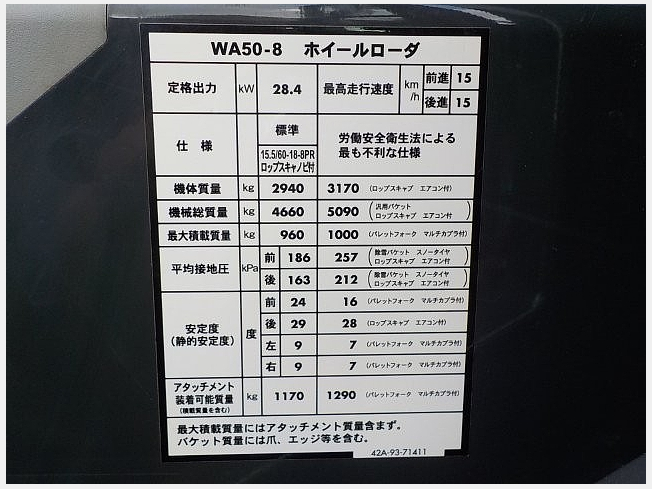 WA50-8 ホイールローダ
定格出力 kW 28.4 最高走行速度 km/h 前進 15
後進 15
仕様 標準 15.5/60-18-8PR ロップスキャノピ付 労働安全衛生法による最も不利な仕様
機体質量 kg 2940 3170 (ロップスキャブ エアコン付)
機械総質量 kg 4660 5090 (汎用バケット ロップスキャブ エアコン付)
最大積載質量 kg 960 1000 (パレットフォーク マルチカプラ付)
平均接地圧 kPa 前 186 257 (除雪バケット スノータイヤ ロップスキャブ エアコン付)
後 163 212 (除雪バケット スノータイヤ ロップスキャブ エアコン付)
安定度 (静的安定度) 度 前 24 16 (パレットフォーク マルチカプラ付)
後 29 28 (ロップスキャブ エアコン付)
左 9 7 (パレットフォーク マルチカプラ付)
右 9 7 (パレットフォーク マルチカプラ付)
アタッチメント装着可能質量 (積載質量を含む) kg 1170 1290 (パレットフォーク マルチカプラ付)
最大積載質量にはアタッチメント質量含まず。
バケット質量には爪、エッジ等を含む。
42A-93-71411